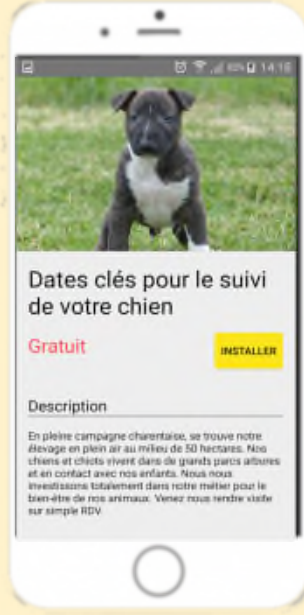 14:15
Dates clés pour le suivi
de votre chien
Gratuit
INSTALLER
Description
En pleine campagne charentaise, se trouve notre
élevage en plein air au milieu de 50 hectares. Nos
chiens et chiots vivent dans de grands parcs arbores
et en contact avec nos enfants. Nous nous
investissons totalement dans notre métier pour le
bien-être de nos animaux. Venez nous rendre visite
sur simple RDV